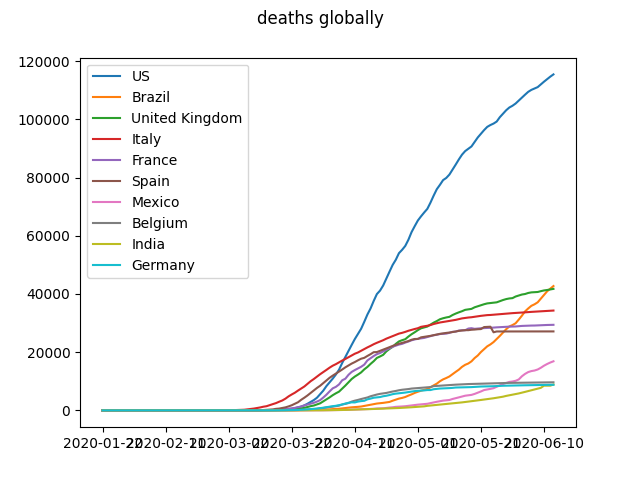 deaths globally
120000
100000
80000
60000
40000
20000
0
US
Brazil
United Kingdom
Italy
France
Spain
Mexico
Belgium
India
Germany
2020-01-22 2020-02-11 2020-03-02 2020-03-22 2020-04-11 2020-05-01 2020-05-21 2020-06-10